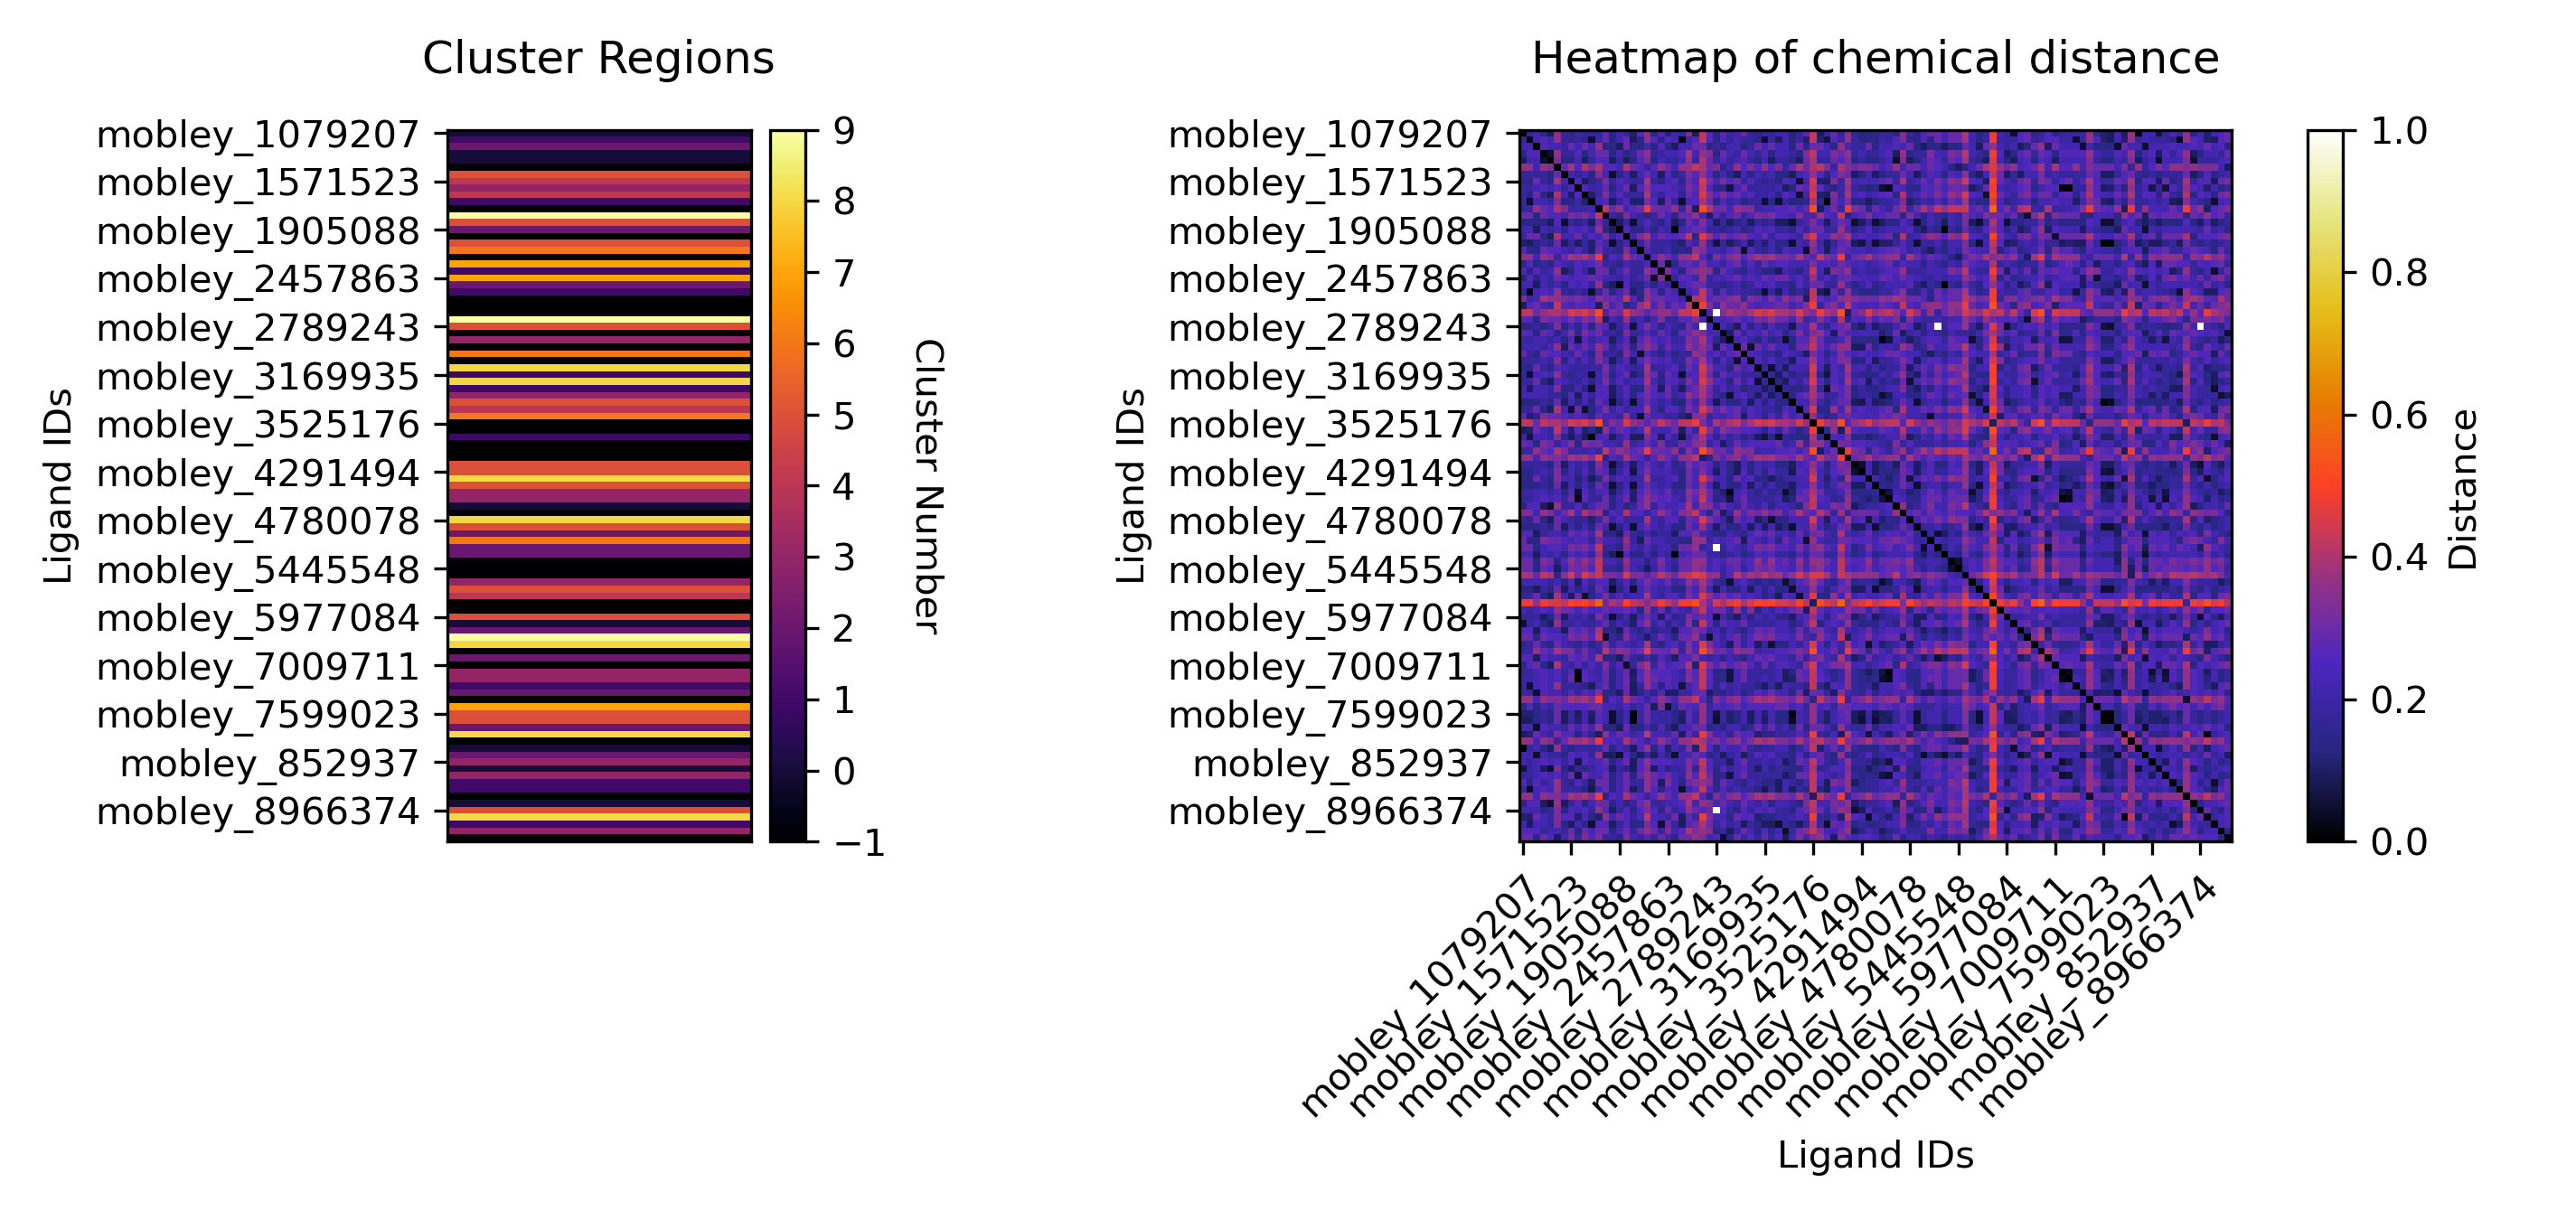 Cluster Regions
Ligand IDs
mobley_1079207
mobley_1571523
mobley_1905088
mobley_2457863
mobley_2789243
mobley_3169935
mobley_3525176
mobley_4291494
mobley_4780078
mobley_5445548
mobley_5977084
mobley_7009711
mobley_7599023
mobley_852937
mobley_8966374
9
8
7
6
5
4
3
2
1
0
−1
Cluster Number
Heatmap of chemical distance
Ligand IDs
mobley_1079207
mobley_1571523
mobley_1905088
mobley_2457863
mobley_2789243
mobley_3169935
mobley_3525176
mobley_4291494
mobley_4780078
mobley_5445548
mobley_5977084
mobley_7009711
mobley_7599023
mobley_852937
mobley_8966374
mobley_1079207
mobley_1571523
mobley_1905088
mobley_2457863
mobley_2789243
mobley_3169935
mobley_3525176
mobley_4291494
mobley_4780078
mobley_5445548
mobley_5977084
mobley_7009711
mobley_7599023
mobley_852937
mobley_8966374
Ligand IDs
1.0
0.8
0.6
0.4
0.2
0.0
Distance